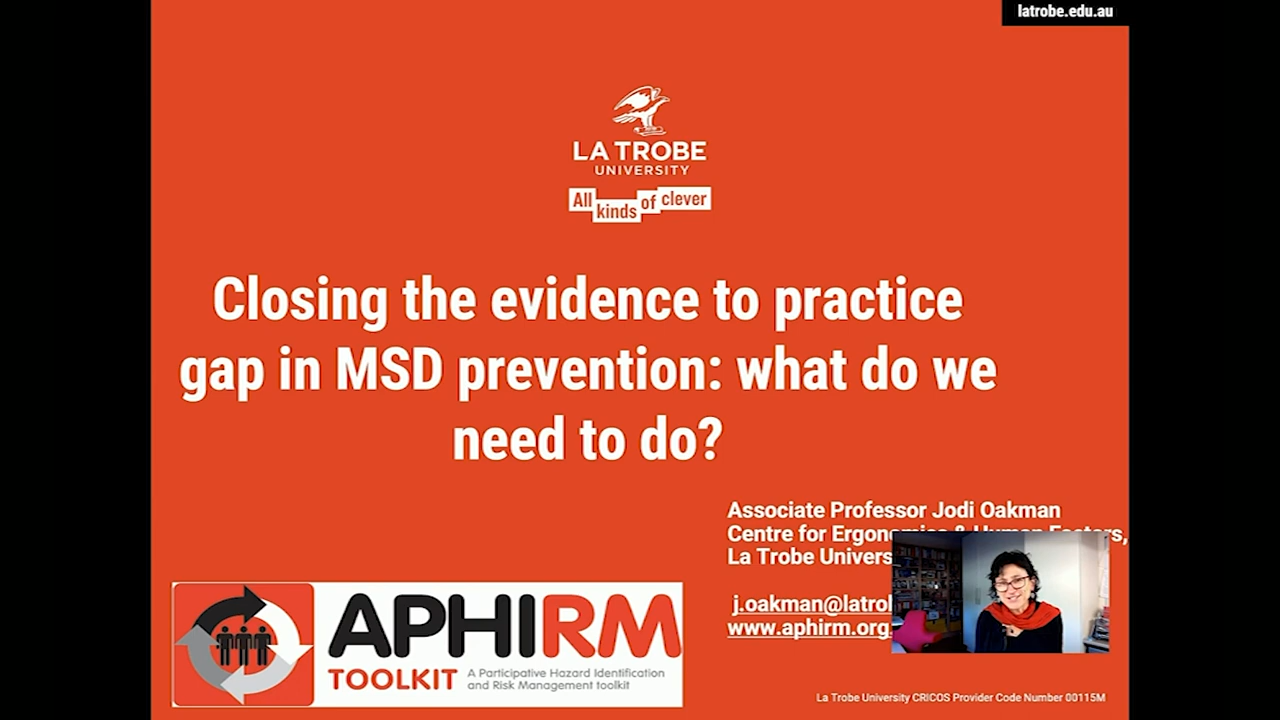 latrobe.edu.au
LA TROBE
UNIVERSITY
All kinds of clever
Closing the evidence to practice
gap in MSD prevention: what do we
need to do?
Associate Professor Jodi Oakman
Centre for Ergonomics & Human Factors,
La Trobe
j.oakman@latro
www.aphirm.org.
APHIRM
TOOLKIT
A Participative Hazard Identification
and Risk Management toolkit
La Trobe University CRICOS Provider Code Number 00115M